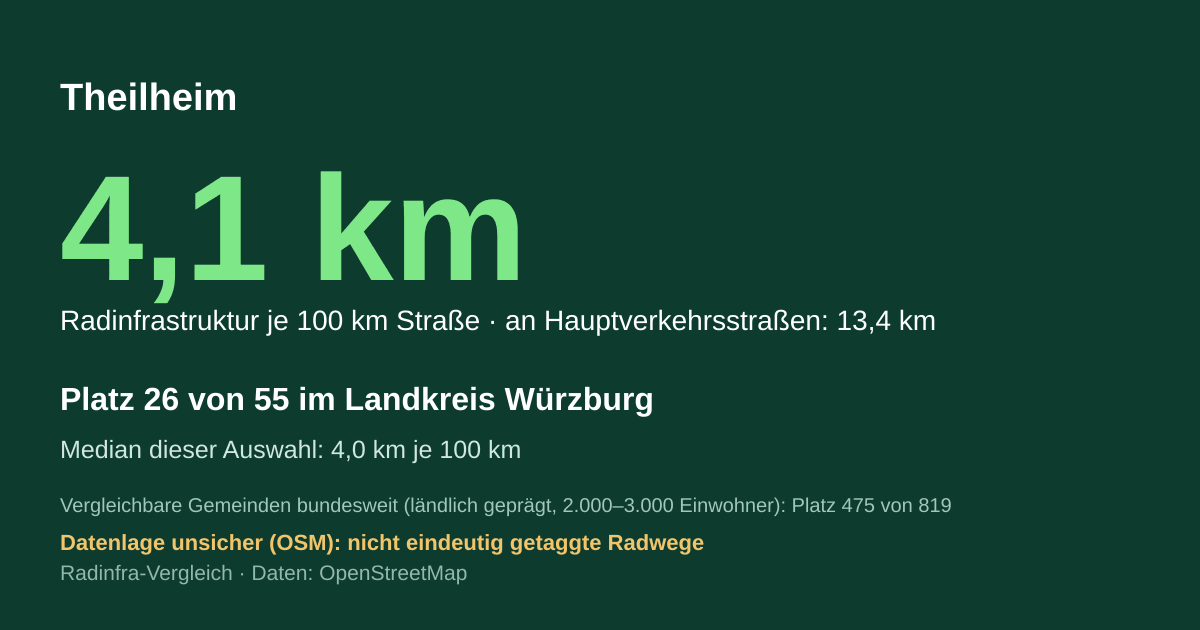 Theilheim
4,1 km
Radinfrastruktur je 100 km Straße · an Hauptverkehrsstraßen: 13,4 km
Platz 26 von 55 im Landkreis Würzburg
Median dieser Auswahl: 4,0 km je 100 km
Vergleichbare Gemeinden bundesweit (ländlich geprägt, 2.000–3.000 Einwohner): Platz 475 von 819
Datenlage unsicher (OSM): nicht eindeutig getaggte Radwege
Radinfra-Vergleich · Daten: OpenStreetMap